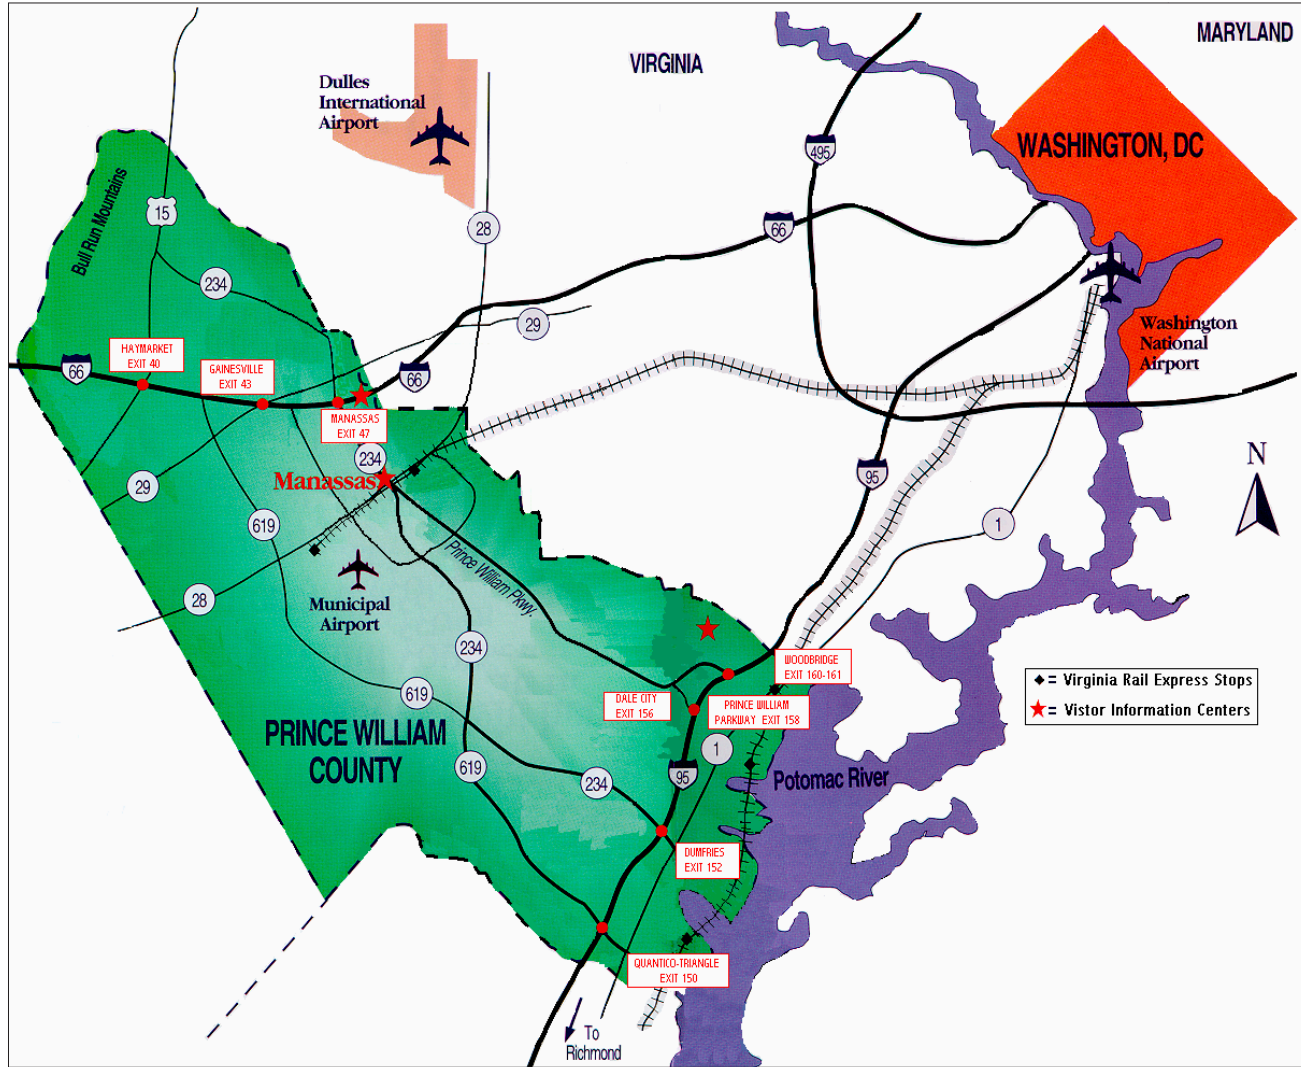 MARYLAND
VIRGINIA
Dulles
International
Airport
WASHINGTON, DC
495
Bull Run Mountains
15
28
66
234
29
Washington
National
Airport
HAYMARKET
EXIT 40
GAINESVILLE
EXIT 43
66
66
MANASSAS
EXIT 47
234
N
Manassas
29
95
619
1
Prince William Pkwy.
28
Municipal
Airport
234
WOODBRIDGE
EXIT 160-161
DALE CITY
EXIT 156
PRINCE WILLIAM
PARKWAY EXIT 158
= Virginia Rail Express Stops
= Vistor Information Centers
619
PRINCE WILLIAM
COUNTY
1
619
95
234
Potomac River
DUMFRIES
EXIT 152
QUANTICO-TRIANGLE
EXIT 150
To
Richmond